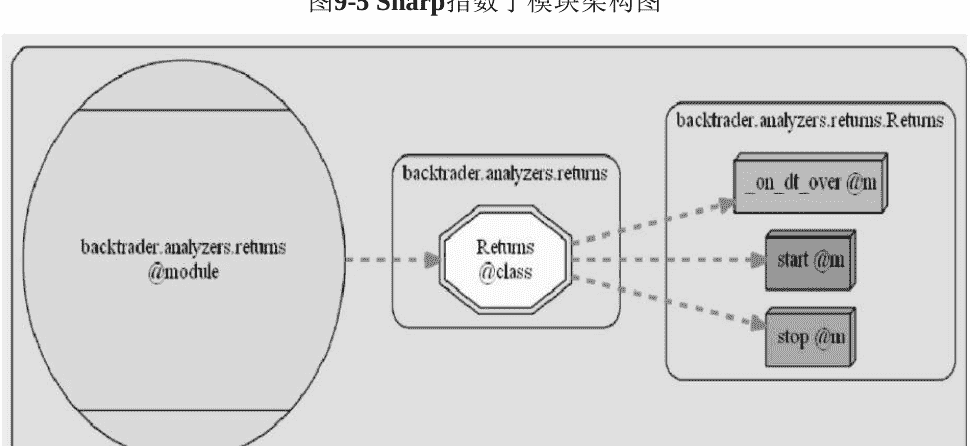 图9-5 Sharp指数子模块架构图
backtrader.analyzers.returns
@module
backtrader.analyzers.returns
Returns
@class
backtrader.analyzers.returns.Returns
_on_dt_over @m
start @m
stop @m